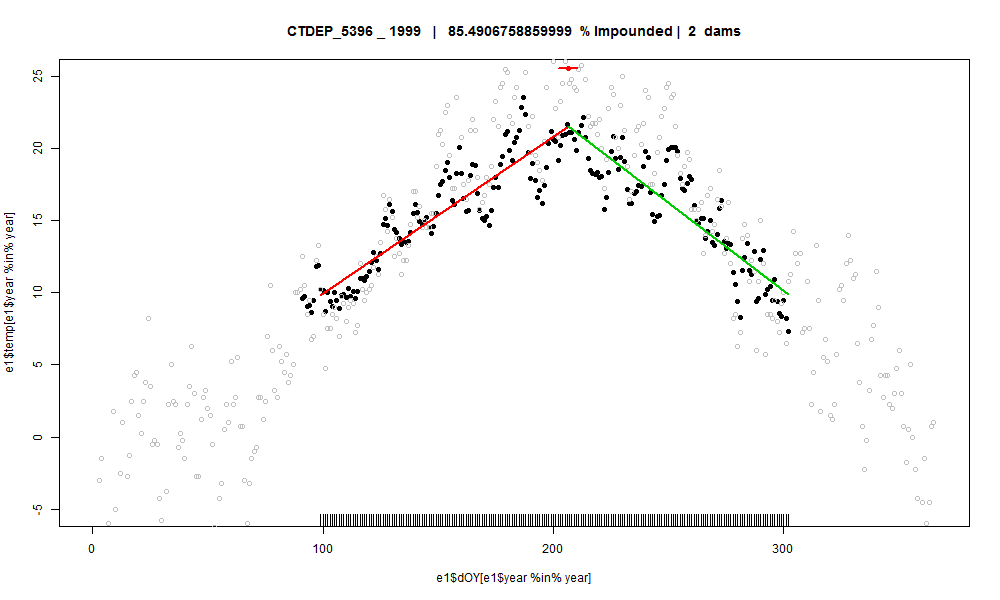 CTDEP_5396 _ 1999 | 85.4906758859999 % Impounded | 2 dams
25
20
15
10
5
0
-5
e1$temp[e1$year %in% year]
0 100 200 300
e1$dOY[e1$year %in% year]